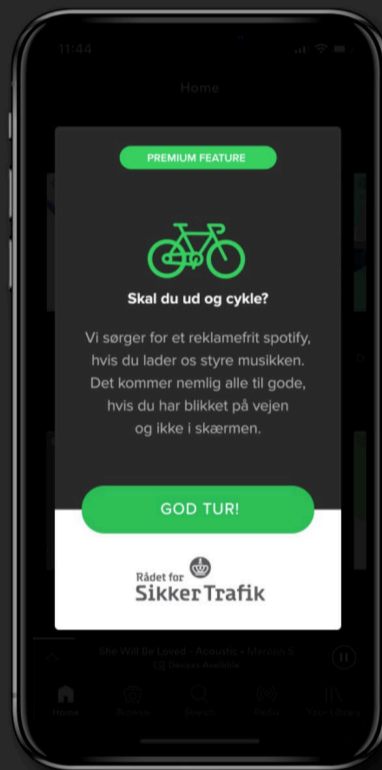 11:44
Home
PREMIUM FEATURE
Skal du ud og cykle?
Vi sørger for et reklamefrit spotify,
hvis du lader os styre musikken.
Det kommer nemlig alle til gode,
hvis du har blikket på vejen
og ikke i skærmen.
GOD TUR!
Rådet for
Sikker Trafik
She Will Be Loved - Acoustic • Maroon 5
Devices Available
Home Browse Search Radio Your Library